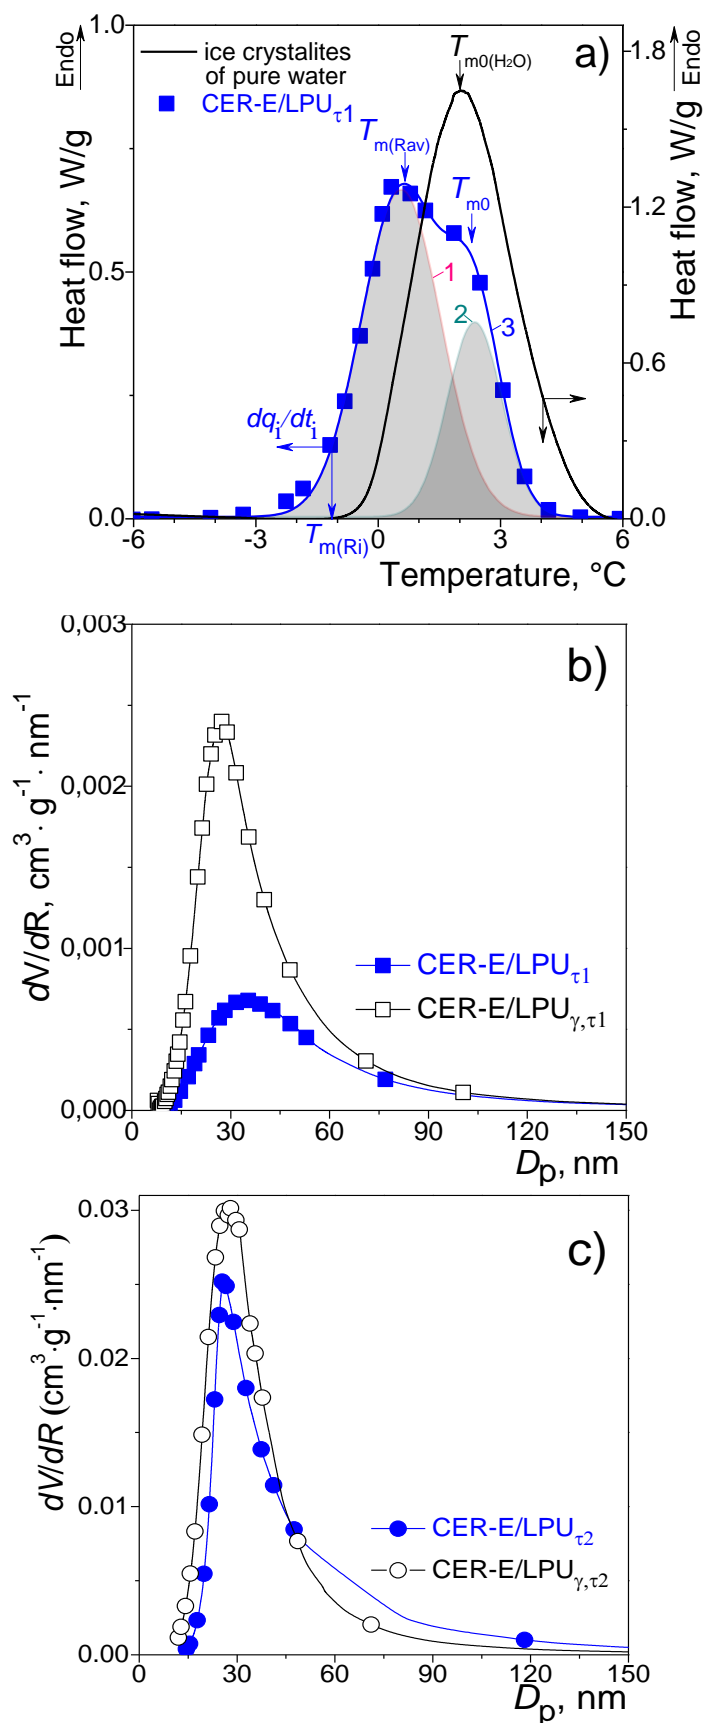 a)
Endo
Endo
ice crystalites
of pure water
CER-E/LPUτ1
Tm0(H2O)
Tm(Rav)
Tm0
1
2
3
dqi/dti
Tm(Ri)
Heat flow, W/g
1.0
0.5
0.0
Heat flow, W/g
1.8
1.2
0.6
0.0
-6
-3
0
3
6
Temperature, °C
b)
0,003
0,002
0,001
0,000
dV/dR, cm3· g-1· nm-1
CER-E/LPUτ1
CER-E/LPUγ,τ1
0
30
60
90
120
150
Dp, nm
c)
0.03
0.02
0.01
0.00
dV/dR (cm3·g-1·nm-1)
CER-E/LPUτ2
CER-E/LPUγ,τ2
0
30
60
90
120
150
Dp, nm